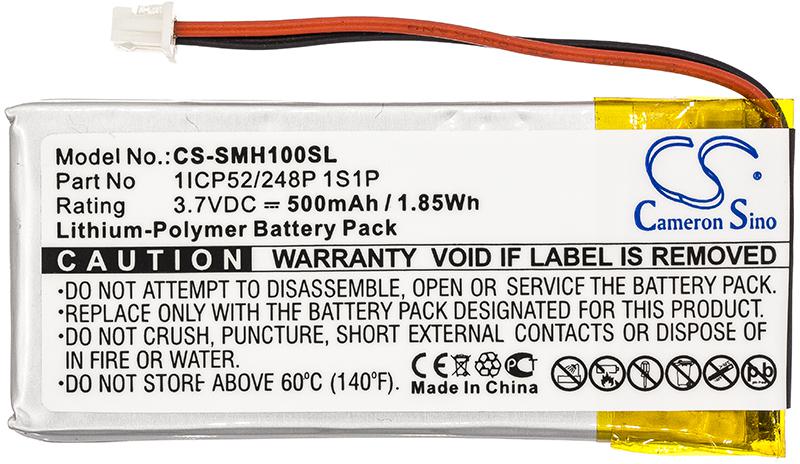 Model No.: CS-SMH100SL
Part No 1ICP52/248P 1S1P
Rating 3.7VDC ⎓ 500mAh / 1.85Wh
Lithium-Polymer Battery Pack
CS
Cameron Sino
CAUTION WARRANTY VOID IF LABEL IS REMOVED
•DO NOT ATTEMPT TO DISASSEMBLE, OPEN OR SERVICE THE BATTERY PACK.
•REPLACE ONLY WITH THE BATTERY PACK DESIGNATED FOR THIS PRODUCT.
•DO NOT CRUSH, PUNCTURE, SHORT EXTERNAL CONTACTS OR DISPOSE OF
IN FIRE OR WATER.
•DO NOT STORE ABOVE 60°C (140°F).
CE
Made In China
p.b